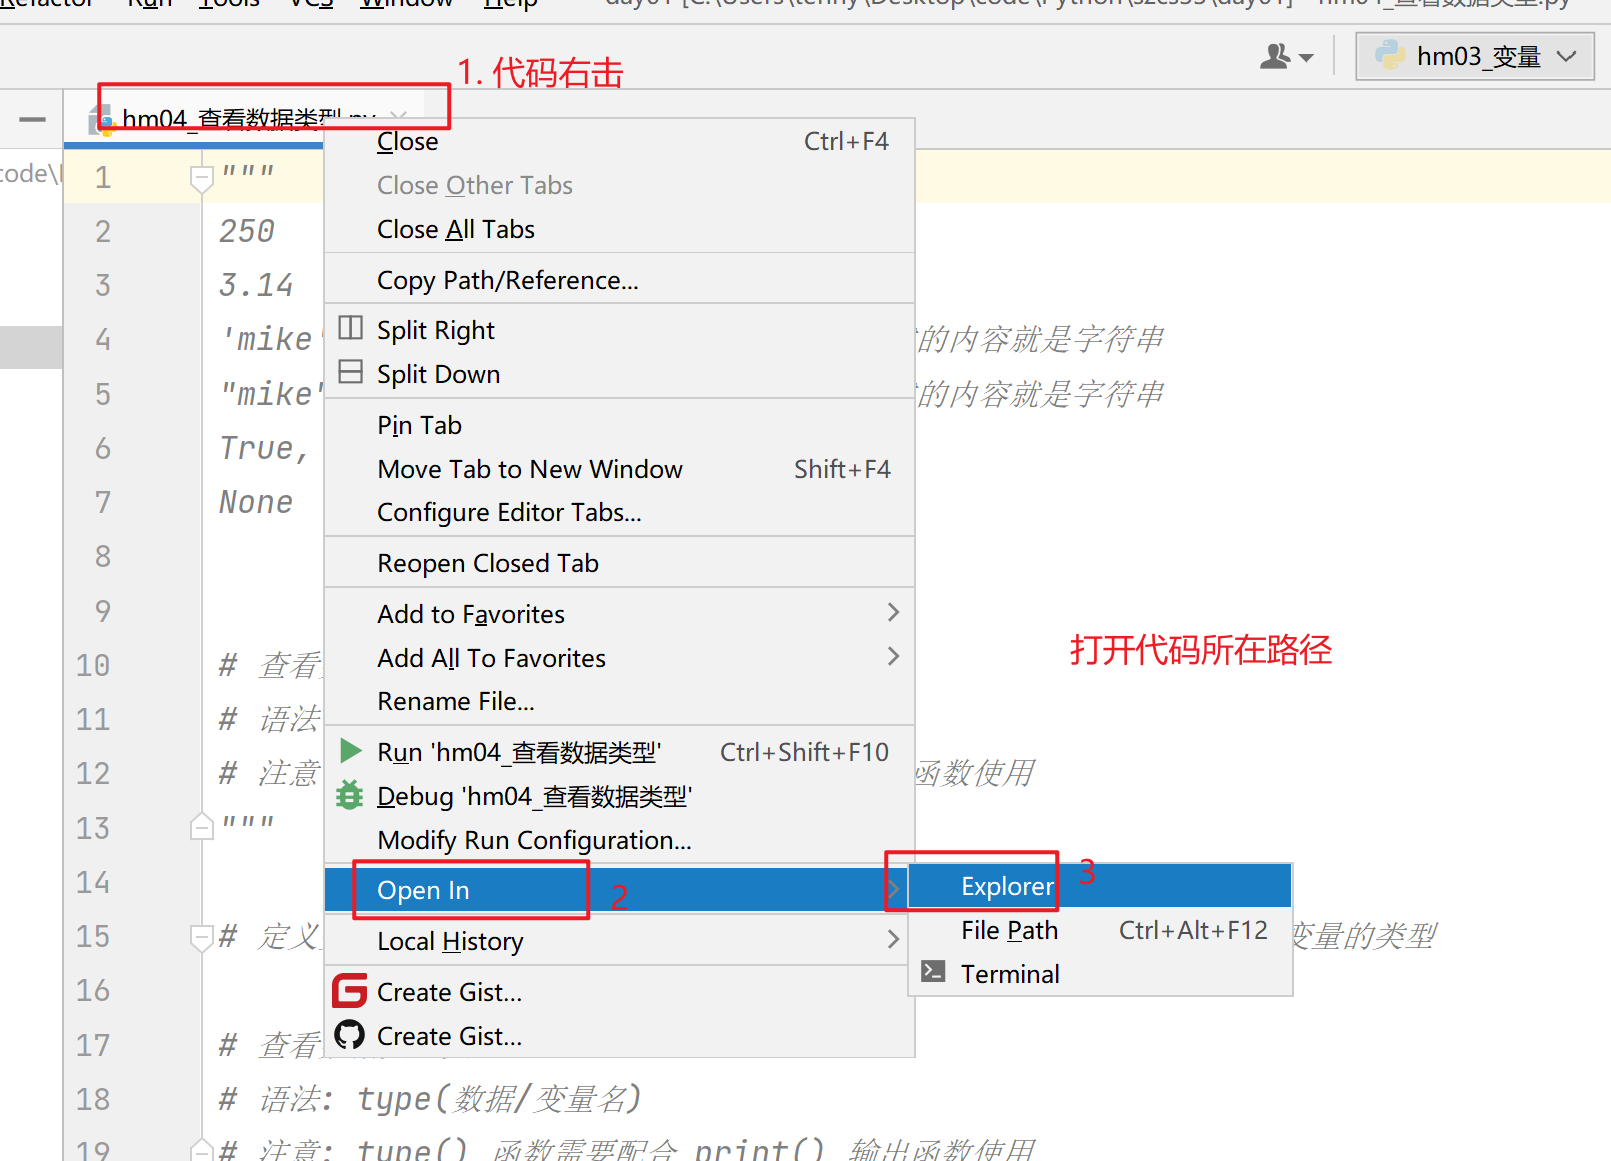 Refactor Run Tools VCS Window Help day01 [C:\Users\tenny\Desktop\code\Python\szcs33\day01] - hm04_查看数据类型.py
hm03_变量
1. 代码右击
hm04_查看数据类型.py
code\
1 """
2 250
3 3.14
4 'mike' 的内容就是字符串
5 "mike" 的内容就是字符串
6 True,
7 None
8
9
10 # 查看
11 # 语法
12 # 注意 函数使用
13 """
14
15 # 定义 变量的类型
16
17 # 查看
18 # 语法: type(数据/变量名)
19 # 注意: type() 函数需要配合 print() 输出函数使用
Close Ctrl+F4
Close Other Tabs
Close All Tabs
Copy Path/Reference...
Split Right
Split Down
Pin Tab
Move Tab to New Window Shift+F4
Configure Editor Tabs...
Reopen Closed Tab
Add to Favorites
Add All To Favorites
Rename File...
Run 'hm04_查看数据类型' Ctrl+Shift+F10
Debug 'hm04_查看数据类型'
Modify Run Configuration...
Open In
2
Local History
Create Gist...
Create Gist...
Explorer
3
File Path Ctrl+Alt+F12
Terminal
打开代码所在路径